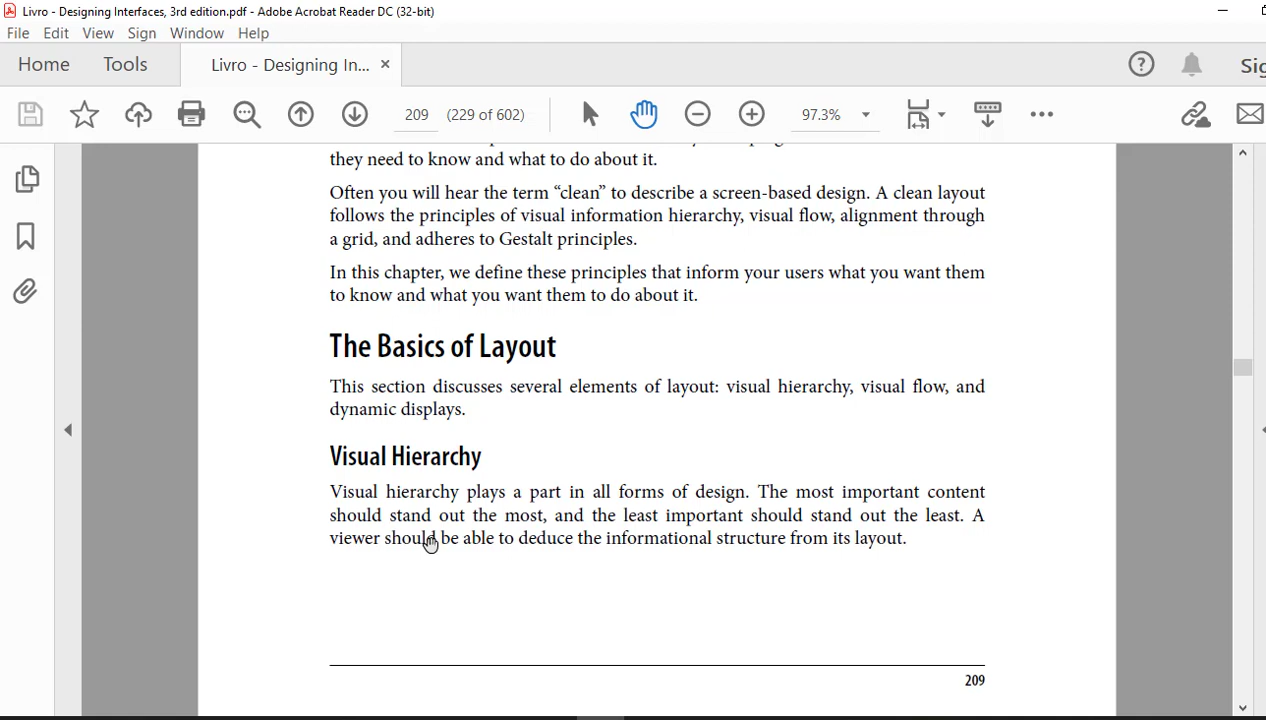 Livro - Designing Interfaces, 3rd edition.pdf - Adobe Acrobat Reader DC (32-bit)
File Edit View Sign Window Help
Home Tools Livro - Designing In... ×
209 (229 of 602) 97.3%
they need to know and what to do about it.
Often you will hear the term “clean” to describe a screen-based design. A clean layout
follows the principles of visual information hierarchy, visual flow, alignment through
a grid, and adheres to Gestalt principles.
In this chapter, we define these principles that inform your users what you want them
to know and what you want them to do about it.
The Basics of Layout
This section discusses several elements of layout: visual hierarchy, visual flow, and
dynamic displays.
Visual Hierarchy
Visual hierarchy plays a part in all forms of design. The most important content
should stand out the most, and the least important should stand out the least. A
viewer should be able to deduce the informational structure from its layout.
209